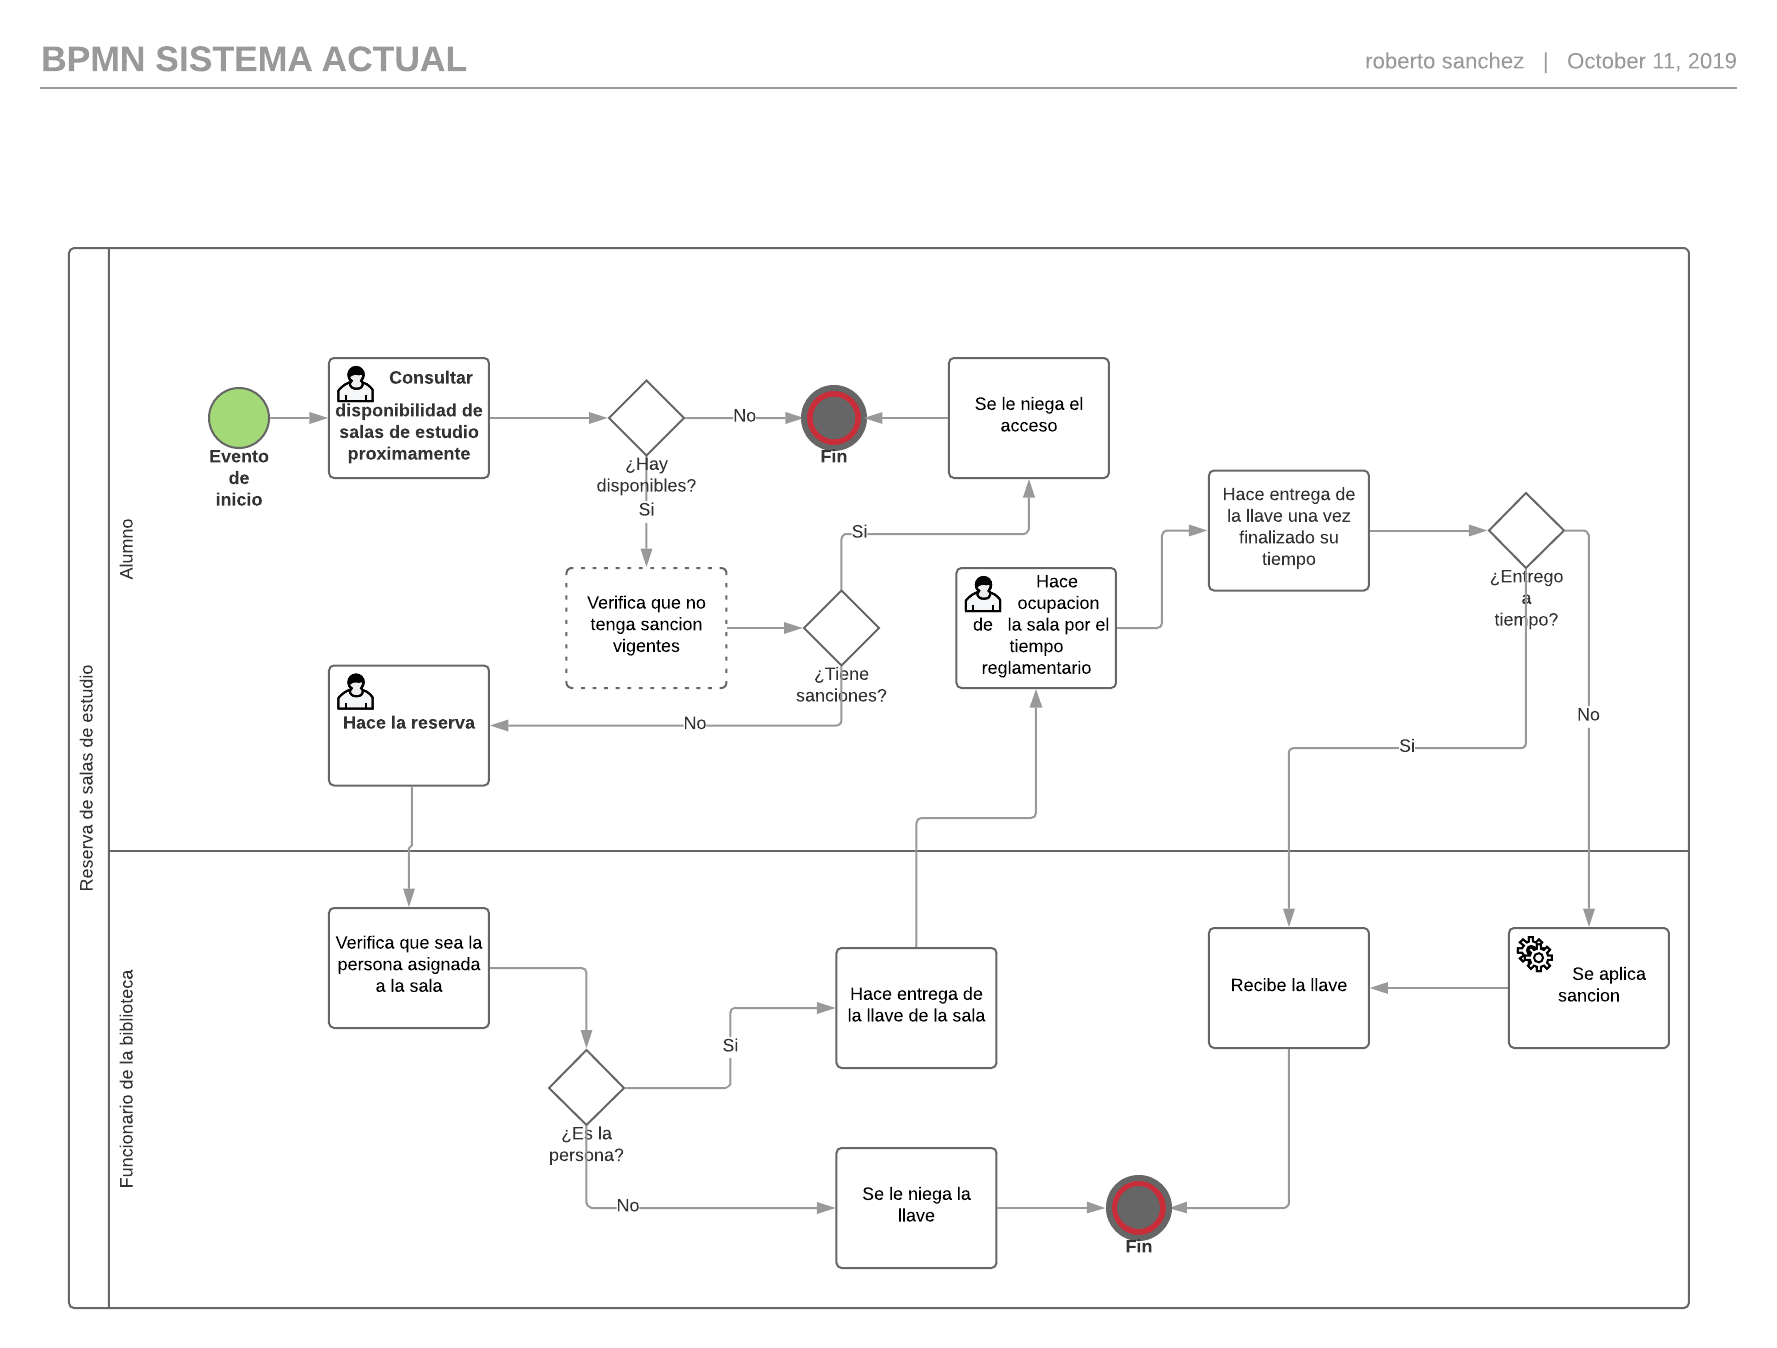 BPMN SISTEMA ACTUAL
roberto sanchez | October 11, 2019
Reserva de salas de estudio
Alumno
Evento
de
inicio
Consultar
disponibilidad de
salas de estudio
proximamente
¿Hay
disponibles?
No
Si
Fin
Se le niega el
acceso
Verifica que no
tenga sancion
vigentes
¿Tiene
sanciones?
Si
No
Hace la reserva
Hace
ocupacion
de la sala por el
tiempo
reglamentario
Hace entrega de
la llave una vez
finalizado su
tiempo
¿Entrego
a
tiempo?
Si
No
Funcionario de la biblioteca
Verifica que sea la
persona asignada
a la sala
¿Es la
persona?
Si
No
Hace entrega de
la llave de la sala
Se le niega la
llave
Fin
Recibe la llave
Se aplica
sancion